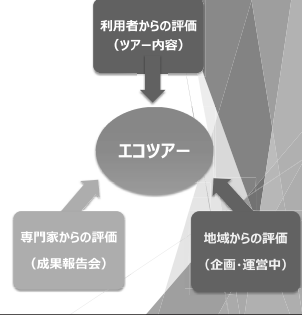 利用者からの評価
（ツアー内容）
エコツアー
専門家からの評価
（成果報告会）
地域からの評価
（企画・運営中）